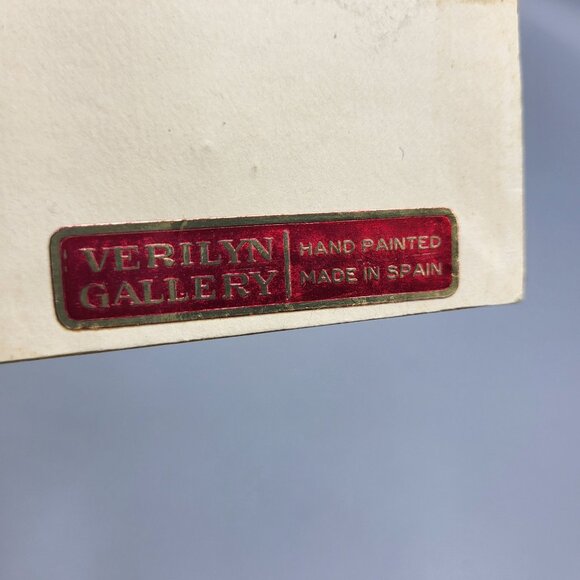 VERILYN
GALLERY
HAND PAINTED
MADE IN SPAIN